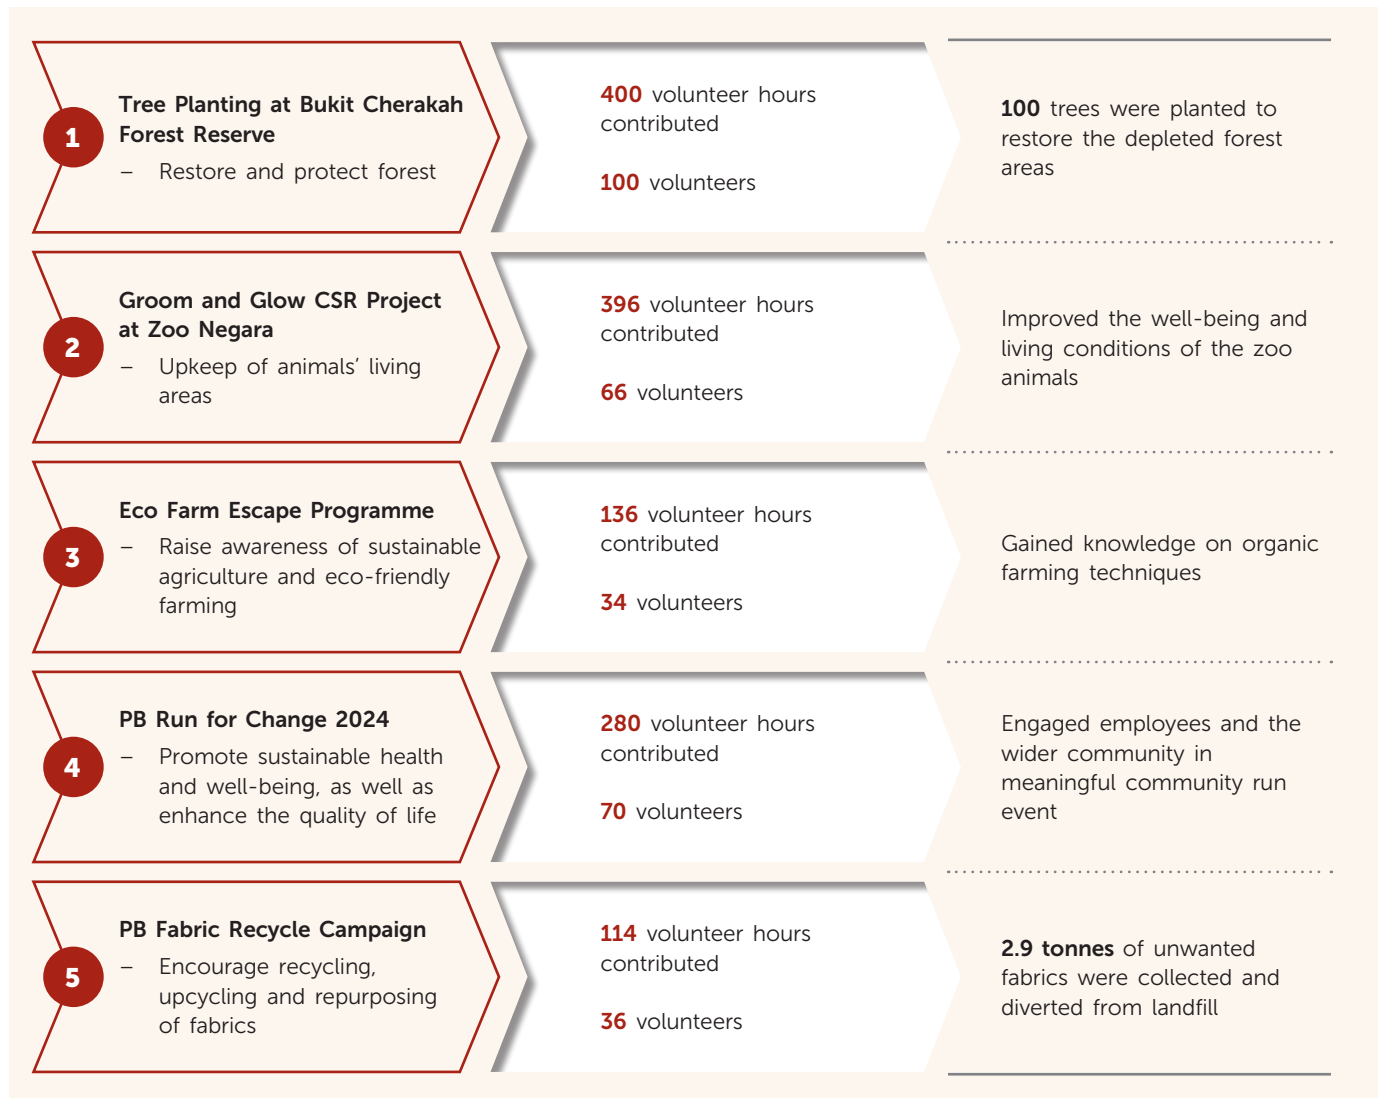 1
Tree Planting at Bukit Cherakah
Forest Reserve
– Restore and protect forest
400 volunteer hours
contributed
100 volunteers
100 trees were planted to
restore the depleted forest
areas
2
Groom and Glow CSR Project
at Zoo Negara
– Upkeep of animals’ living
areas
396 volunteer hours
contributed
66 volunteers
Improved the well-being and
living conditions of the zoo
animals
3
Eco Farm Escape Programme
– Raise awareness of sustainable
agriculture and eco-friendly
farming
136 volunteer hours
contributed
34 volunteers
Gained knowledge on organic
farming techniques
4
PB Run for Change 2024
– Promote sustainable health
and well-being, as well as
enhance the quality of life
280 volunteer hours
contributed
70 volunteers
Engaged employees and the
wider community in
meaningful community run
event
5
PB Fabric Recycle Campaign
– Encourage recycling,
upcycling and repurposing
of fabrics
114 volunteer hours
contributed
36 volunteers
2.9 tonnes of unwanted
fabrics were collected and
diverted from landfill